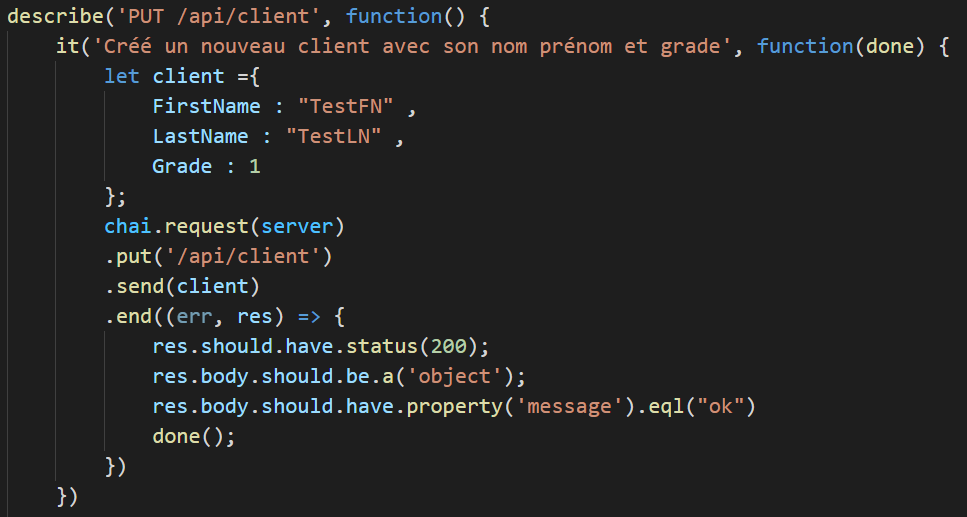 describe('PUT /api/client', function() {
it('Créé un nouveau client avec son nom prénom et grade', function(done) {
let client ={
FirstName : "TestFN" ,
LastName : "TestLN" ,
Grade : 1
};
chai.request(server)
.put('/api/client')
.send(client)
.end((err, res) => {
res.should.have.status(200);
res.body.should.be.a('object');
res.body.should.have.property('message').eql("ok")
done();
})
})